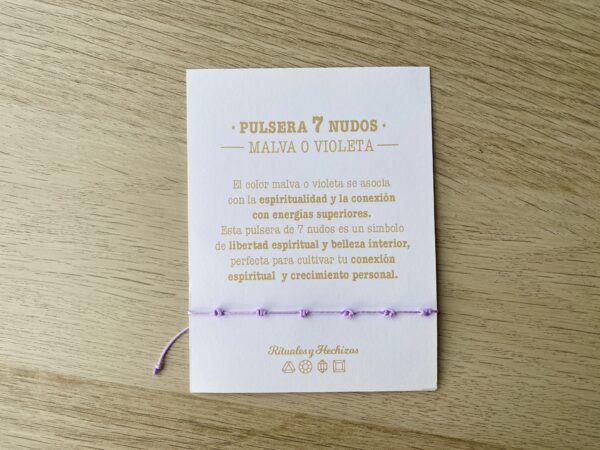 · PULSERA 7 NUDOS ·
MALVA O VIOLETA
El color malva o violeta se asocia
con la espiritualidad y la conexión
con energías superiores.
Esta pulsera de 7 nudos es un símbolo
de libertad espiritual y belleza interior,
perfecta para cultivar tu conexión
espiritual y crecimiento personal.
Rituales y Hechizos